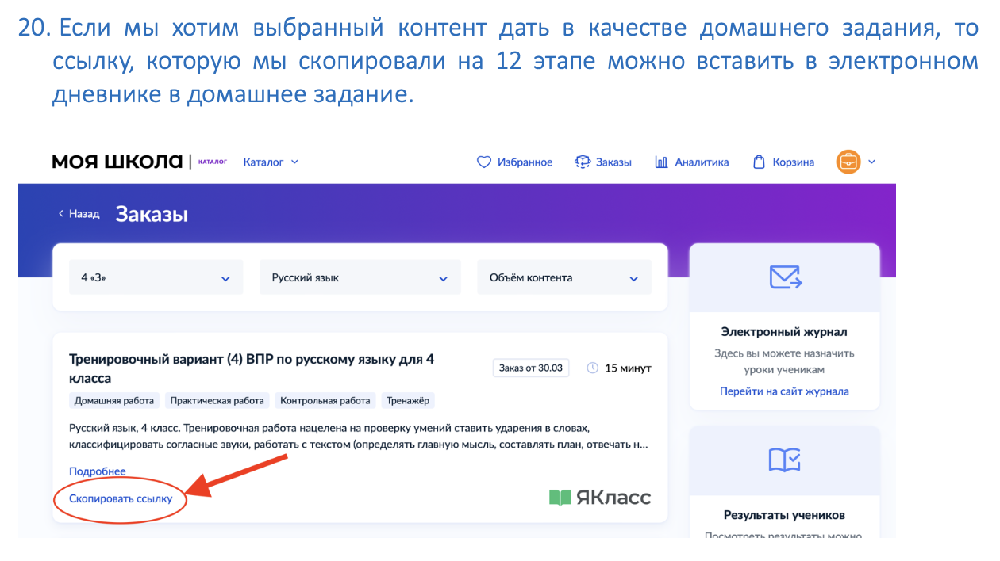 20. Если мы хотим выбранный контент дать в качестве домашнего задания, то
ссылку, которую мы скопировали на 12 этапе можно вставить в электронном
дневнике в домашнее задание.
МОЯ ШКОЛА | КАТАЛОГ Каталог Избранное Заказы Аналитика Корзина
Назад Заказы
4 «З» Русский язык Объём контента
Тренировочный вариант (4) ВПР по русскому языку для 4
класса
Заказ от 30.03 15 минут
Домашняя работа Практическая работа Контрольная работа Тренажёр
Русский язык, 4 класс. Тренировочная работа нацелена на проверку умений ставить ударения в словах,
классифицировать согласные звуки, работать с текстом (определять главную мысль, составлять план, отвечать н...
Подробнее
Скопировать ссылку
ЯКласс
Электронный журнал
Здесь вы можете назначить
уроки ученикам
Перейти на сайт журнала
Результаты учеников
Посмотреть результаты можно